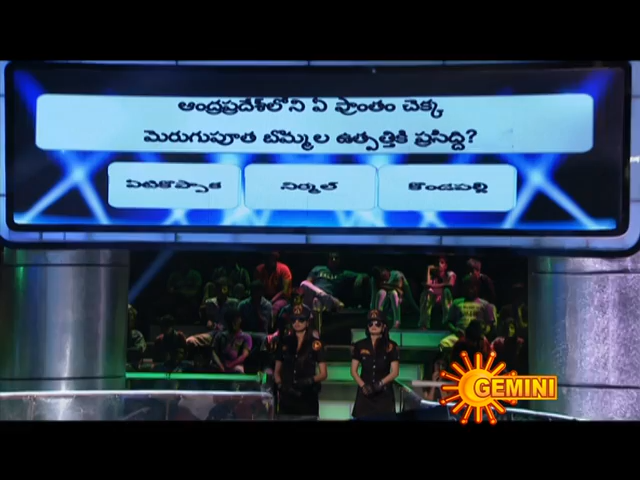 ఆంధ్రప్రదేశ్‌లోని ఏ ప్రాంతం చెక్క
మెరుగుపూత బొమ్మల ఉత్పత్తికి ప్రసిద్ధి?
ఏటికొప్పాక నిర్మల్ కొండపల్లి
GEMINI